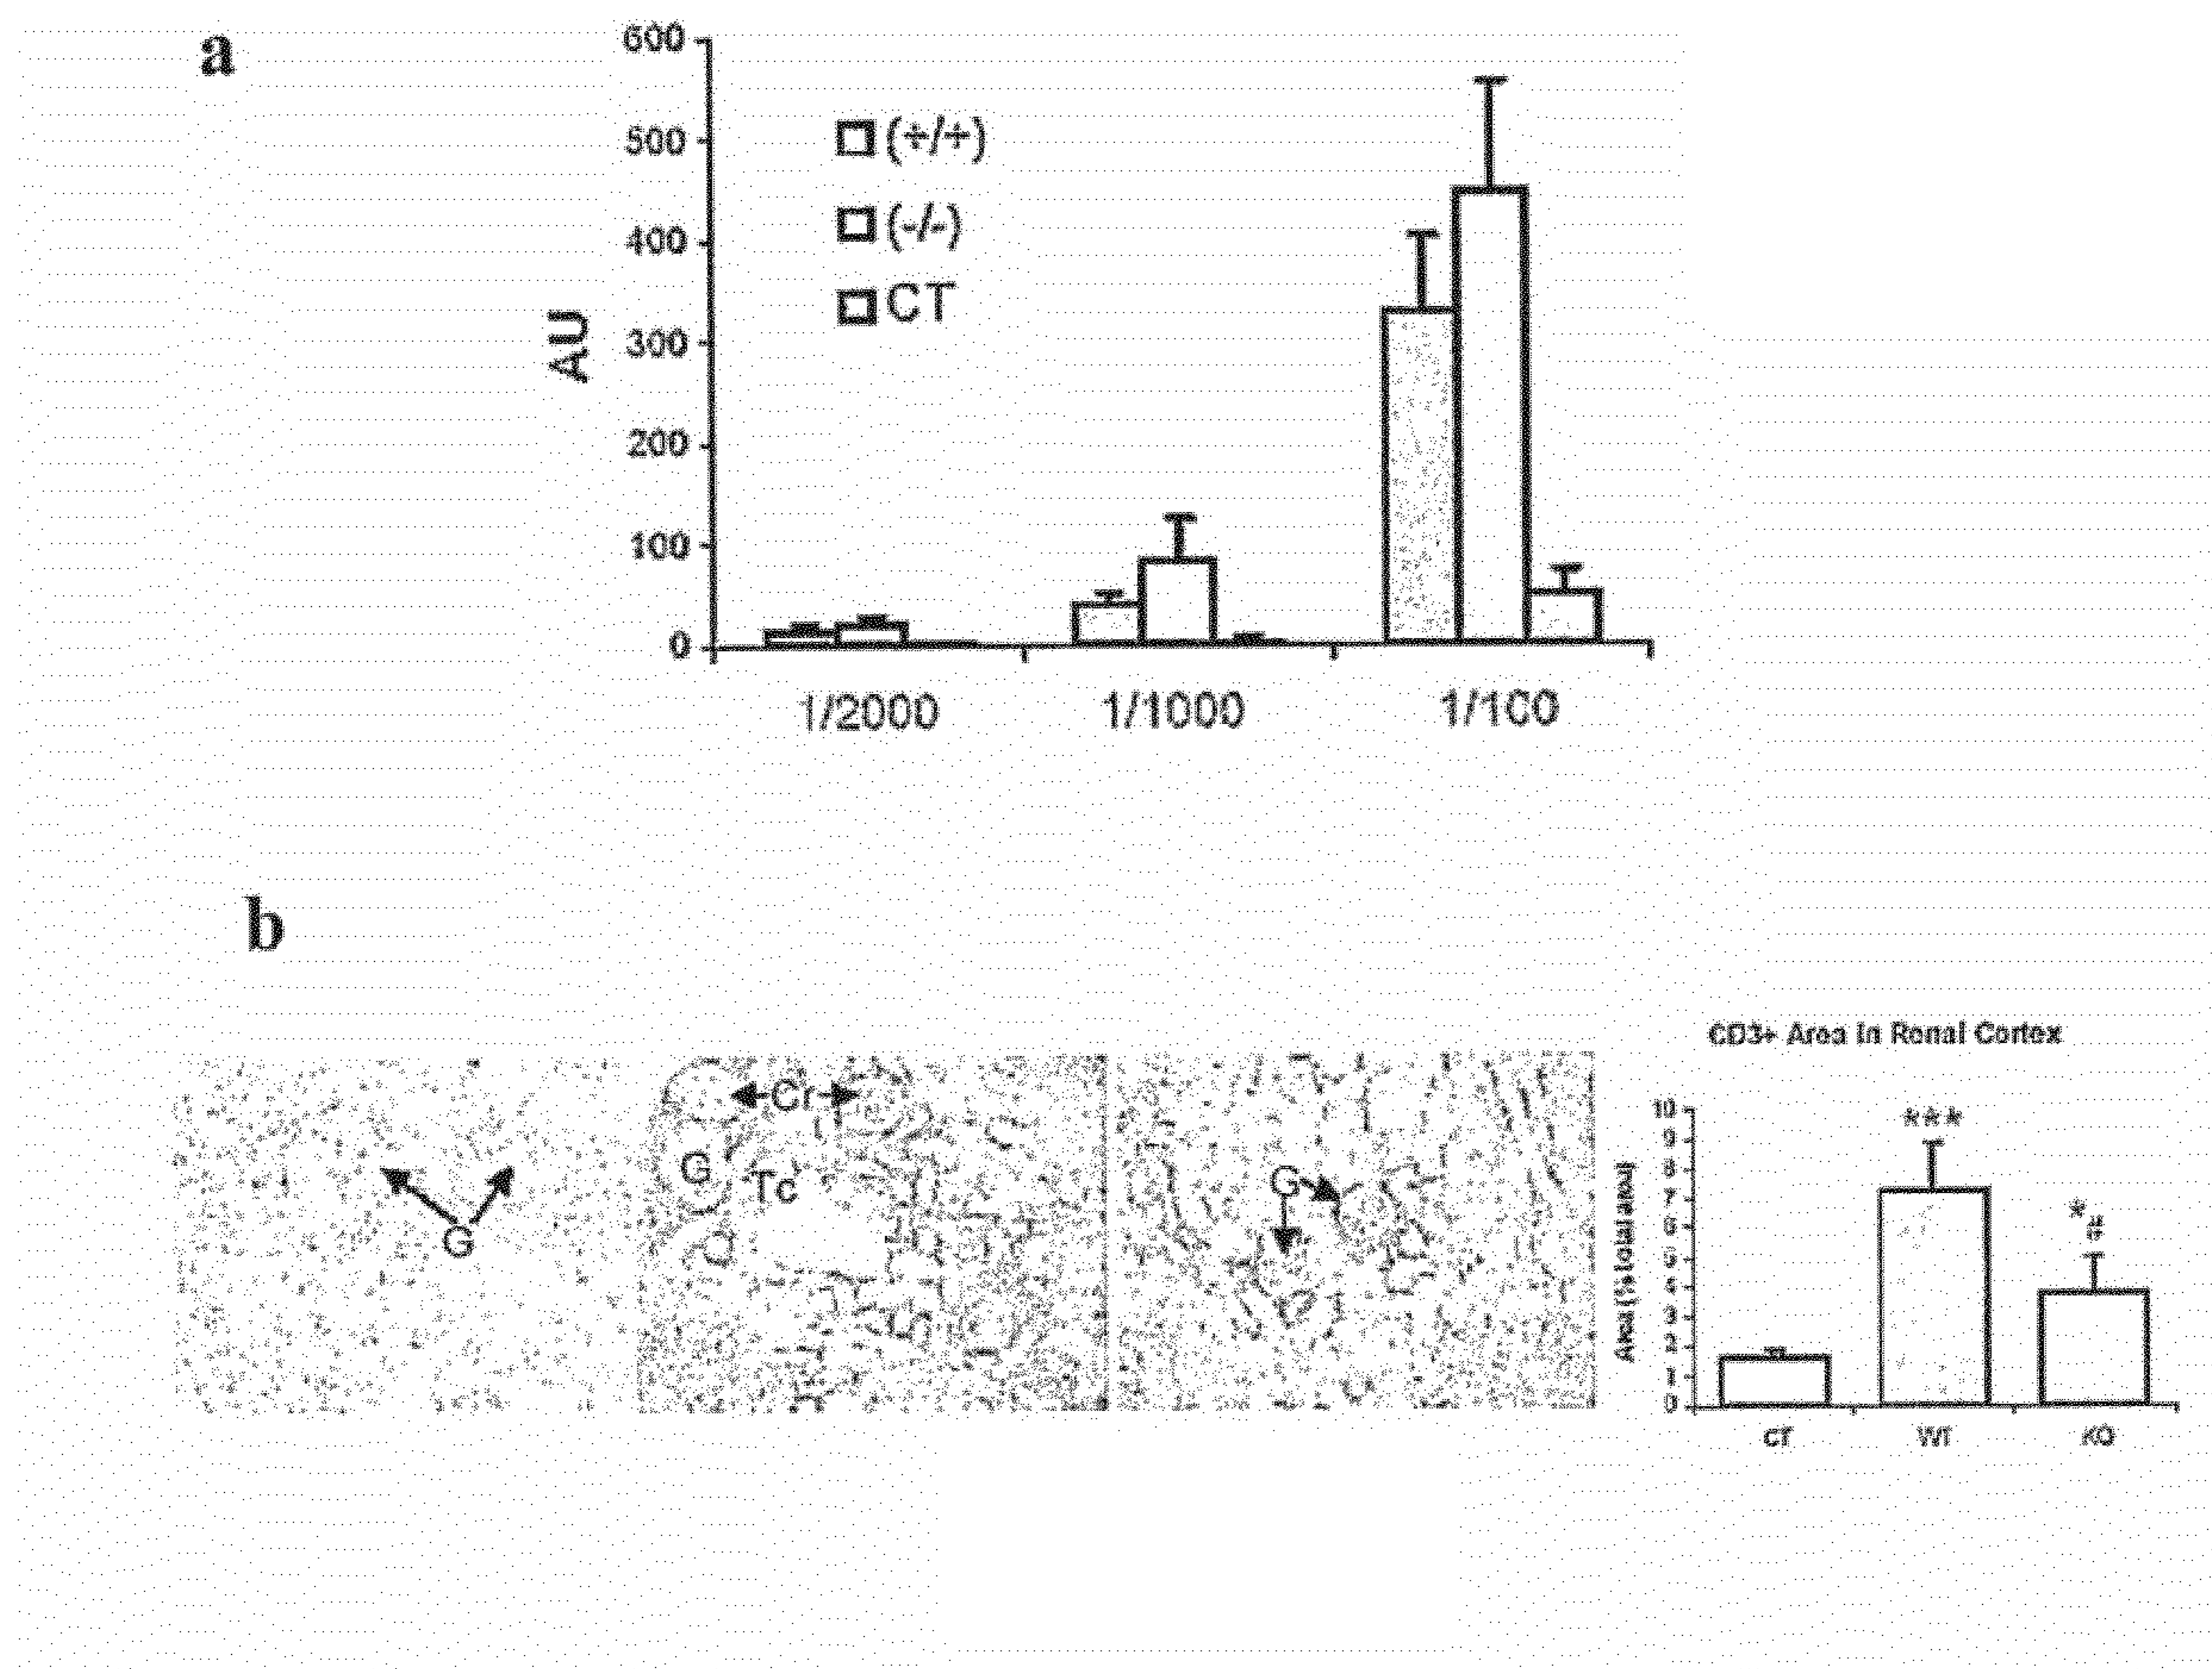 a
600
500
400
300
200
100
0
AU
(+/+)
(-/-)
CT
1/2000 1/1000 1/100
b
G
Cr
G
Tc
G
CD3+ Area in Renal Cortex
10
9
8
7
6
5
4
3
2
1
0
***
*
#
CT WT KO